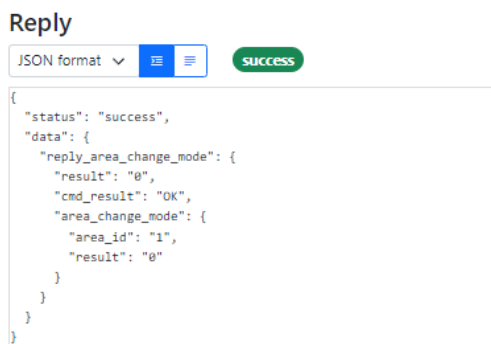 Reply
JSON format success
{
  "status": "success",
  "data": {
    "reply_area_change_mode": {
      "result": "0",
      "cmd_result": "OK",
      "area_change_mode": {
        "area_id": "1",
        "result": "0"
      }
    }
  }
}